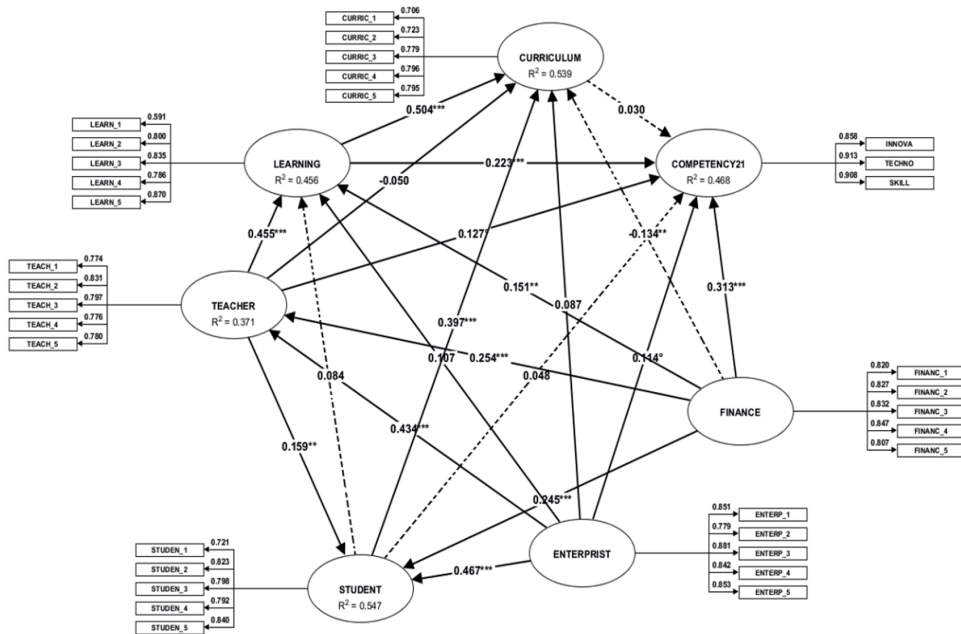 CURRIC_1 0.706
CURRIC_2 0.723
CURRIC_3 0.779
CURRIC_4 0.796
CURRIC_5 0.795
CURRICULUM
R² = 0.539
LEARN_1 0.591
LEARN_2 0.800
LEARN_3 0.835
LEARN_4 0.786
LEARN_5 0.870
LEARNING
R² = 0.456
0.504***
0.030
0.223***
-0.050
COMPETENCY21
R² = 0.468
0.858 INNOVA
0.913 TECHNO
0.908 SKILL
0.455***
0.127°
-0.134**
TEACH_1 0.774
TEACH_2 0.831
TEACH_3 0.797
TEACH_4 0.776
TEACH_5 0.780
TEACHER
R² = 0.371
0.151**
0.087
0.313***
0.397***
0.107
0.254***
0.114°
0.084
0.048
FINANCE
0.820 FINANC_1
0.827 FINANC_2
0.832 FINANC_3
0.847 FINANC_4
0.807 FINANC_5
0.159**
0.434***
0.245***
STUDEN_1 0.721
STUDEN_2 0.823
STUDEN_3 0.798
STUDEN_4 0.792
STUDEN_5 0.840
STUDENT
R² = 0.547
0.467***
ENTERPRIST
0.851 ENTERP_1
0.779 ENTERP_2
0.881 ENTERP_3
0.842 ENTERP_4
0.853 ENTERP_5